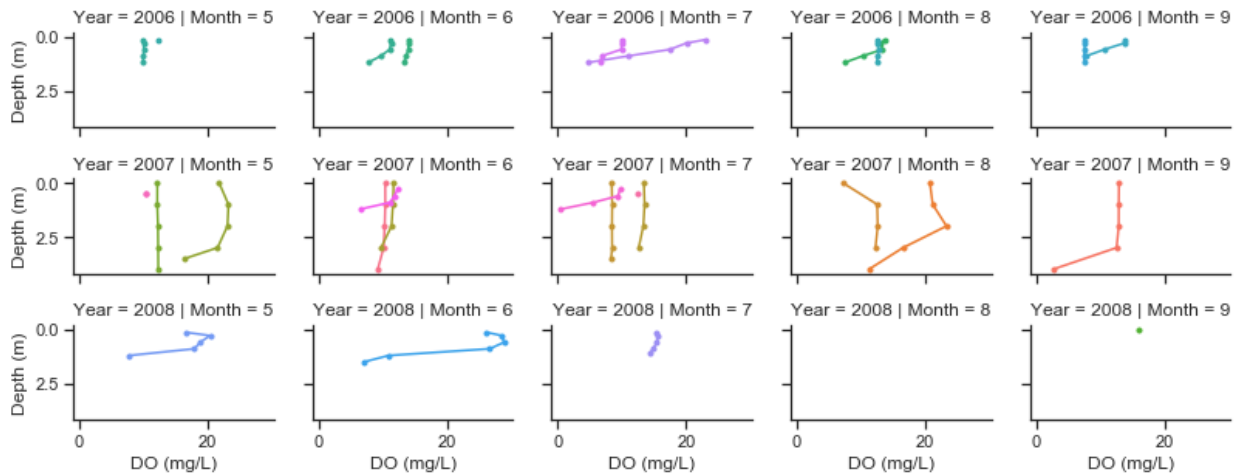 Year = 2006 | Month = 5 Year = 2006 | Month = 6 Year = 2006 | Month = 7 Year = 2006 | Month = 8 Year = 2006 | Month = 9
0.0
2.5
Depth (m)
Year = 2007 | Month = 5 Year = 2007 | Month = 6 Year = 2007 | Month = 7 Year = 2007 | Month = 8 Year = 2007 | Month = 9
0.0
2.5
Depth (m)
Year = 2008 | Month = 5 Year = 2008 | Month = 6 Year = 2008 | Month = 7 Year = 2008 | Month = 8 Year = 2008 | Month = 9
0.0
2.5
Depth (m)
0 20 0 20 0 20 0 20 0 20
DO (mg/L) DO (mg/L) DO (mg/L) DO (mg/L) DO (mg/L)